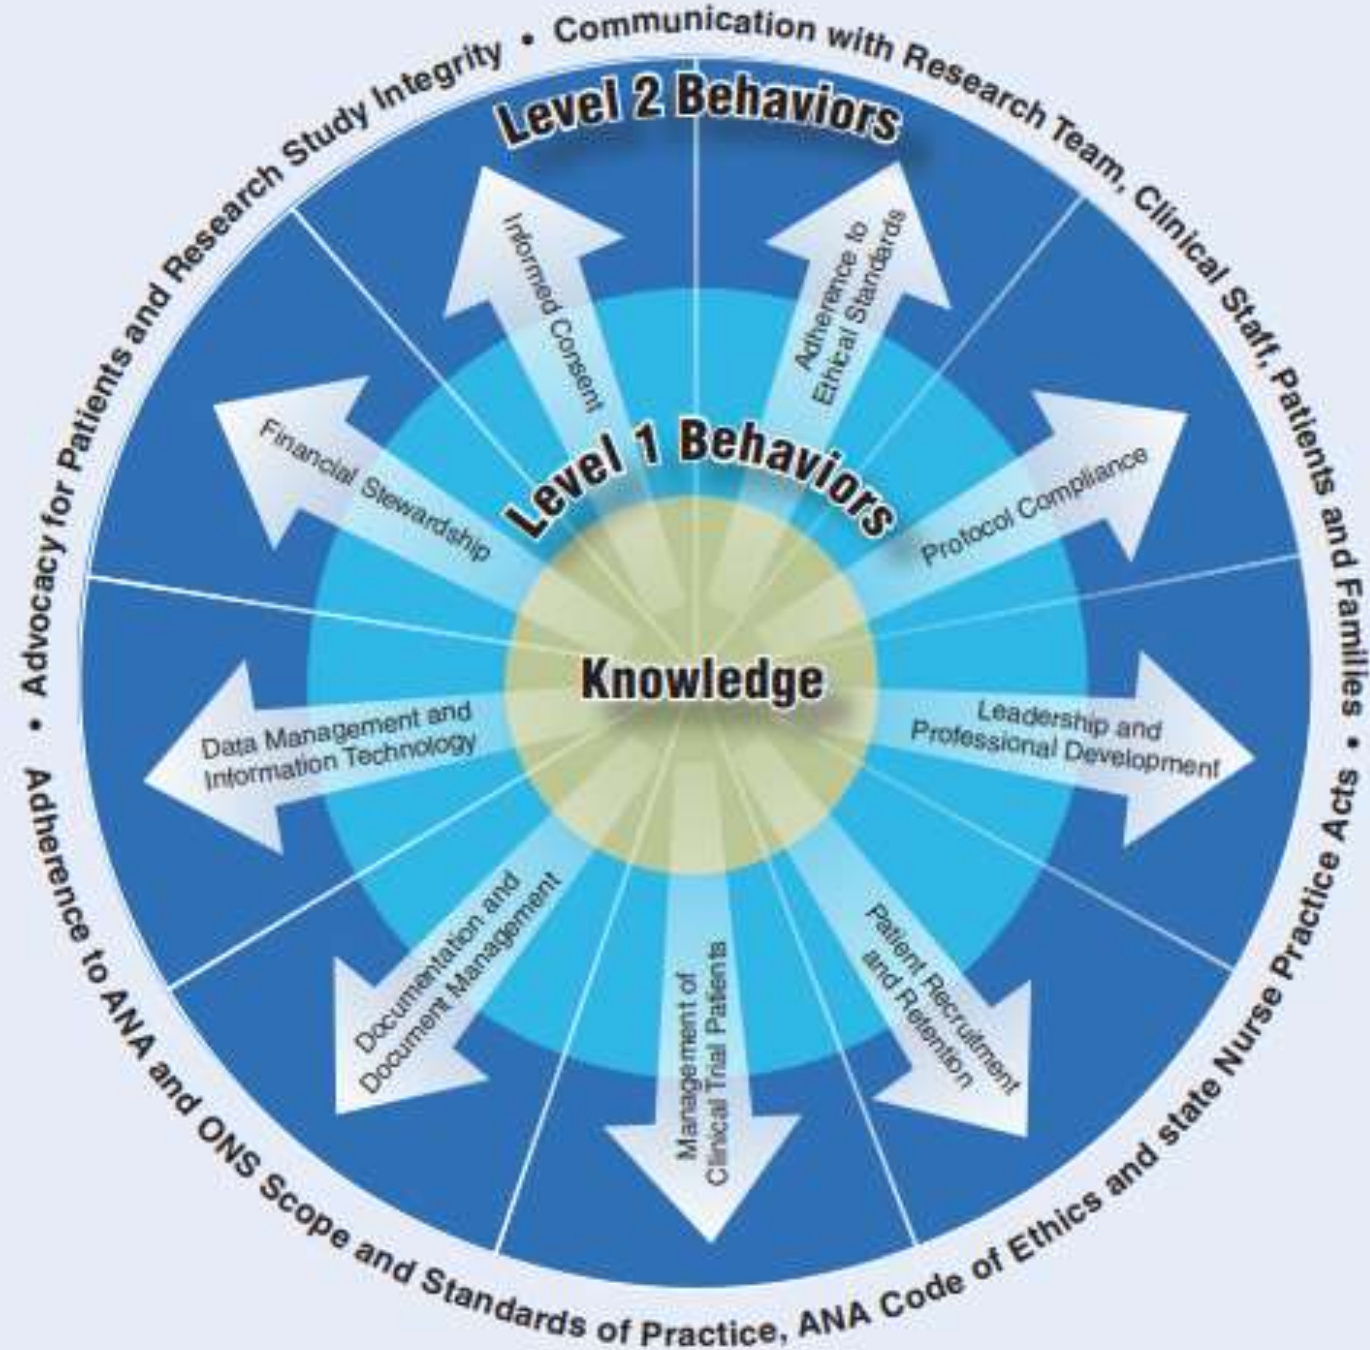 • Advocacy for Patients and Research Study Integrity • Communication with Research Team, Clinical Staff, Patients and Families •
Level 2 Behaviors
Informed Consent
Adherence to
Ethical Standards
Financial Stewardship
Level 1 Behaviors
Protocol Compliance
Knowledge
Data Management and
Information Technology
Leadership and
Professional Development
Documentation and
Document Management
Management of
Clinical Trial Patients
Patient Recruitment
and Retention
Adherence to ANA and ONS Scope and Standards of Practice, ANA Code of Ethics and state Nurse Practice Acts